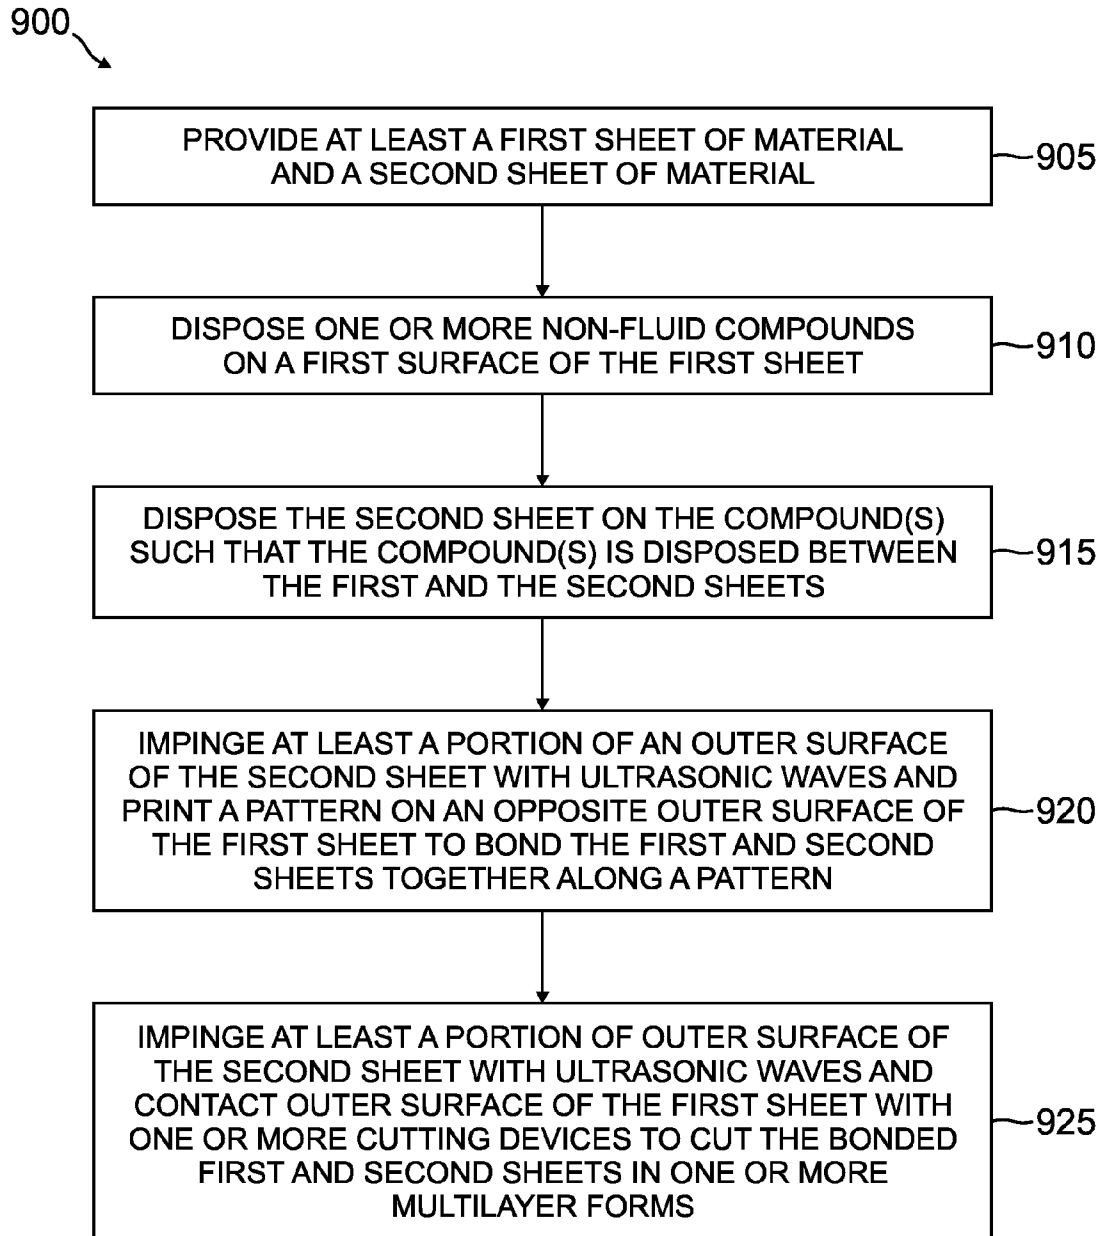 900
PROVIDE AT LEAST A FIRST SHEET OF MATERIAL
AND A SECOND SHEET OF MATERIAL
905
DISPOSE ONE OR MORE NON-FLUID COMPOUNDS
ON A FIRST SURFACE OF THE FIRST SHEET
910
DISPOSE THE SECOND SHEET ON THE COMPOUND(S)
SUCH THAT THE COMPOUND(S) IS DISPOSED BETWEEN
THE FIRST AND THE SECOND SHEETS
915
IMPINGE AT LEAST A PORTION OF AN OUTER SURFACE
OF THE SECOND SHEET WITH ULTRASONIC WAVES AND
PRINT A PATTERN ON AN OPPOSITE OUTER SURFACE OF
THE FIRST SHEET TO BOND THE FIRST AND SECOND
SHEETS TOGETHER ALONG A PATTERN
920
IMPINGE AT LEAST A PORTION OF OUTER SURFACE OF
THE SECOND SHEET WITH ULTRASONIC WAVES AND
CONTACT OUTER SURFACE OF THE FIRST SHEET WITH
ONE OR MORE CUTTING DEVICES TO CUT THE BONDED
FIRST AND SECOND SHEETS IN ONE OR MORE
MULTILAYER FORMS
925